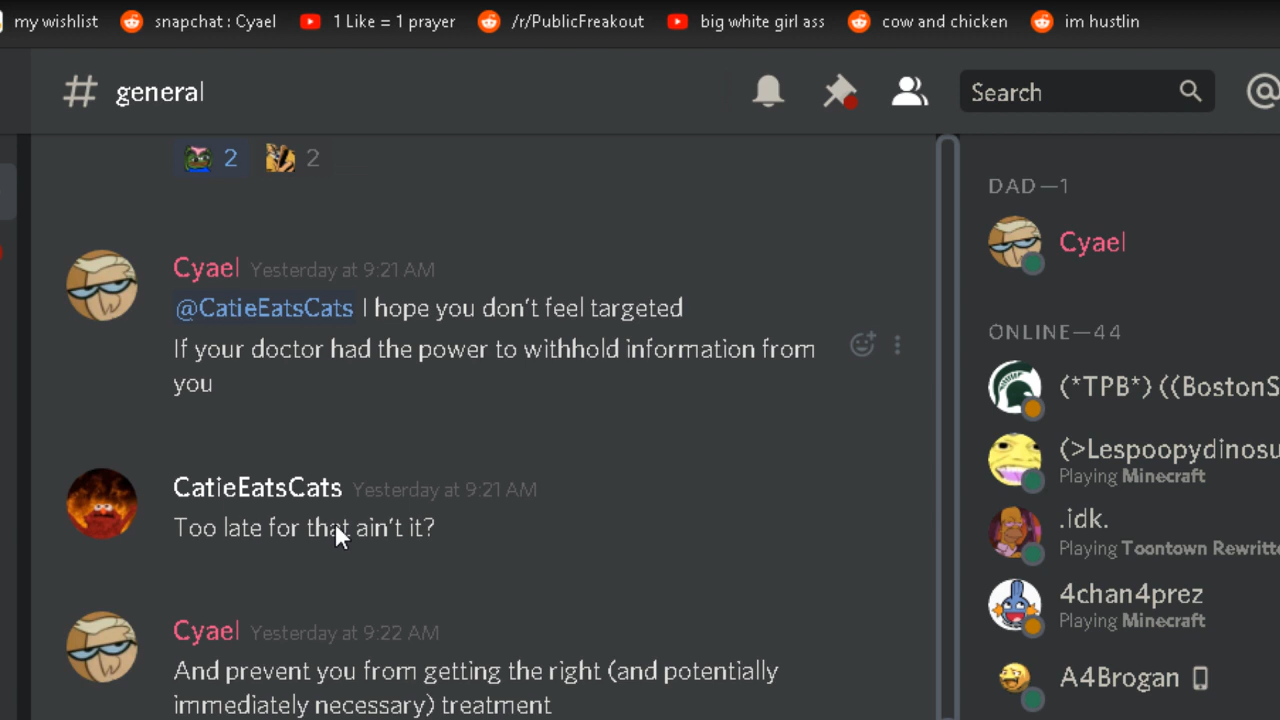 my wishlist
snapchat : Cyael
1 Like = 1 prayer
/r/PublicFreakout
big white girl ass
cow and chicken
im hustlin
# general
Search
@
2
2
Cyael Yesterday at 9:21 AM
@CatieEatsCats I hope you don't feel targeted
If your doctor had the power to withhold information from
you
CatieEatsCats Yesterday at 9:21 AM
Too late for that ain't it?
Cyael Yesterday at 9:22 AM
And prevent you from getting the right (and potentially
immediately necessary) treatment
DAD—1
Cyael
ONLINE—44
(*TPB*) ((BostonS
(>Lespoopydinosu
Playing Minecraft
.idk.
Playing Toontown Rewritte
4chan4prez
Playing Minecraft
A4Brogan